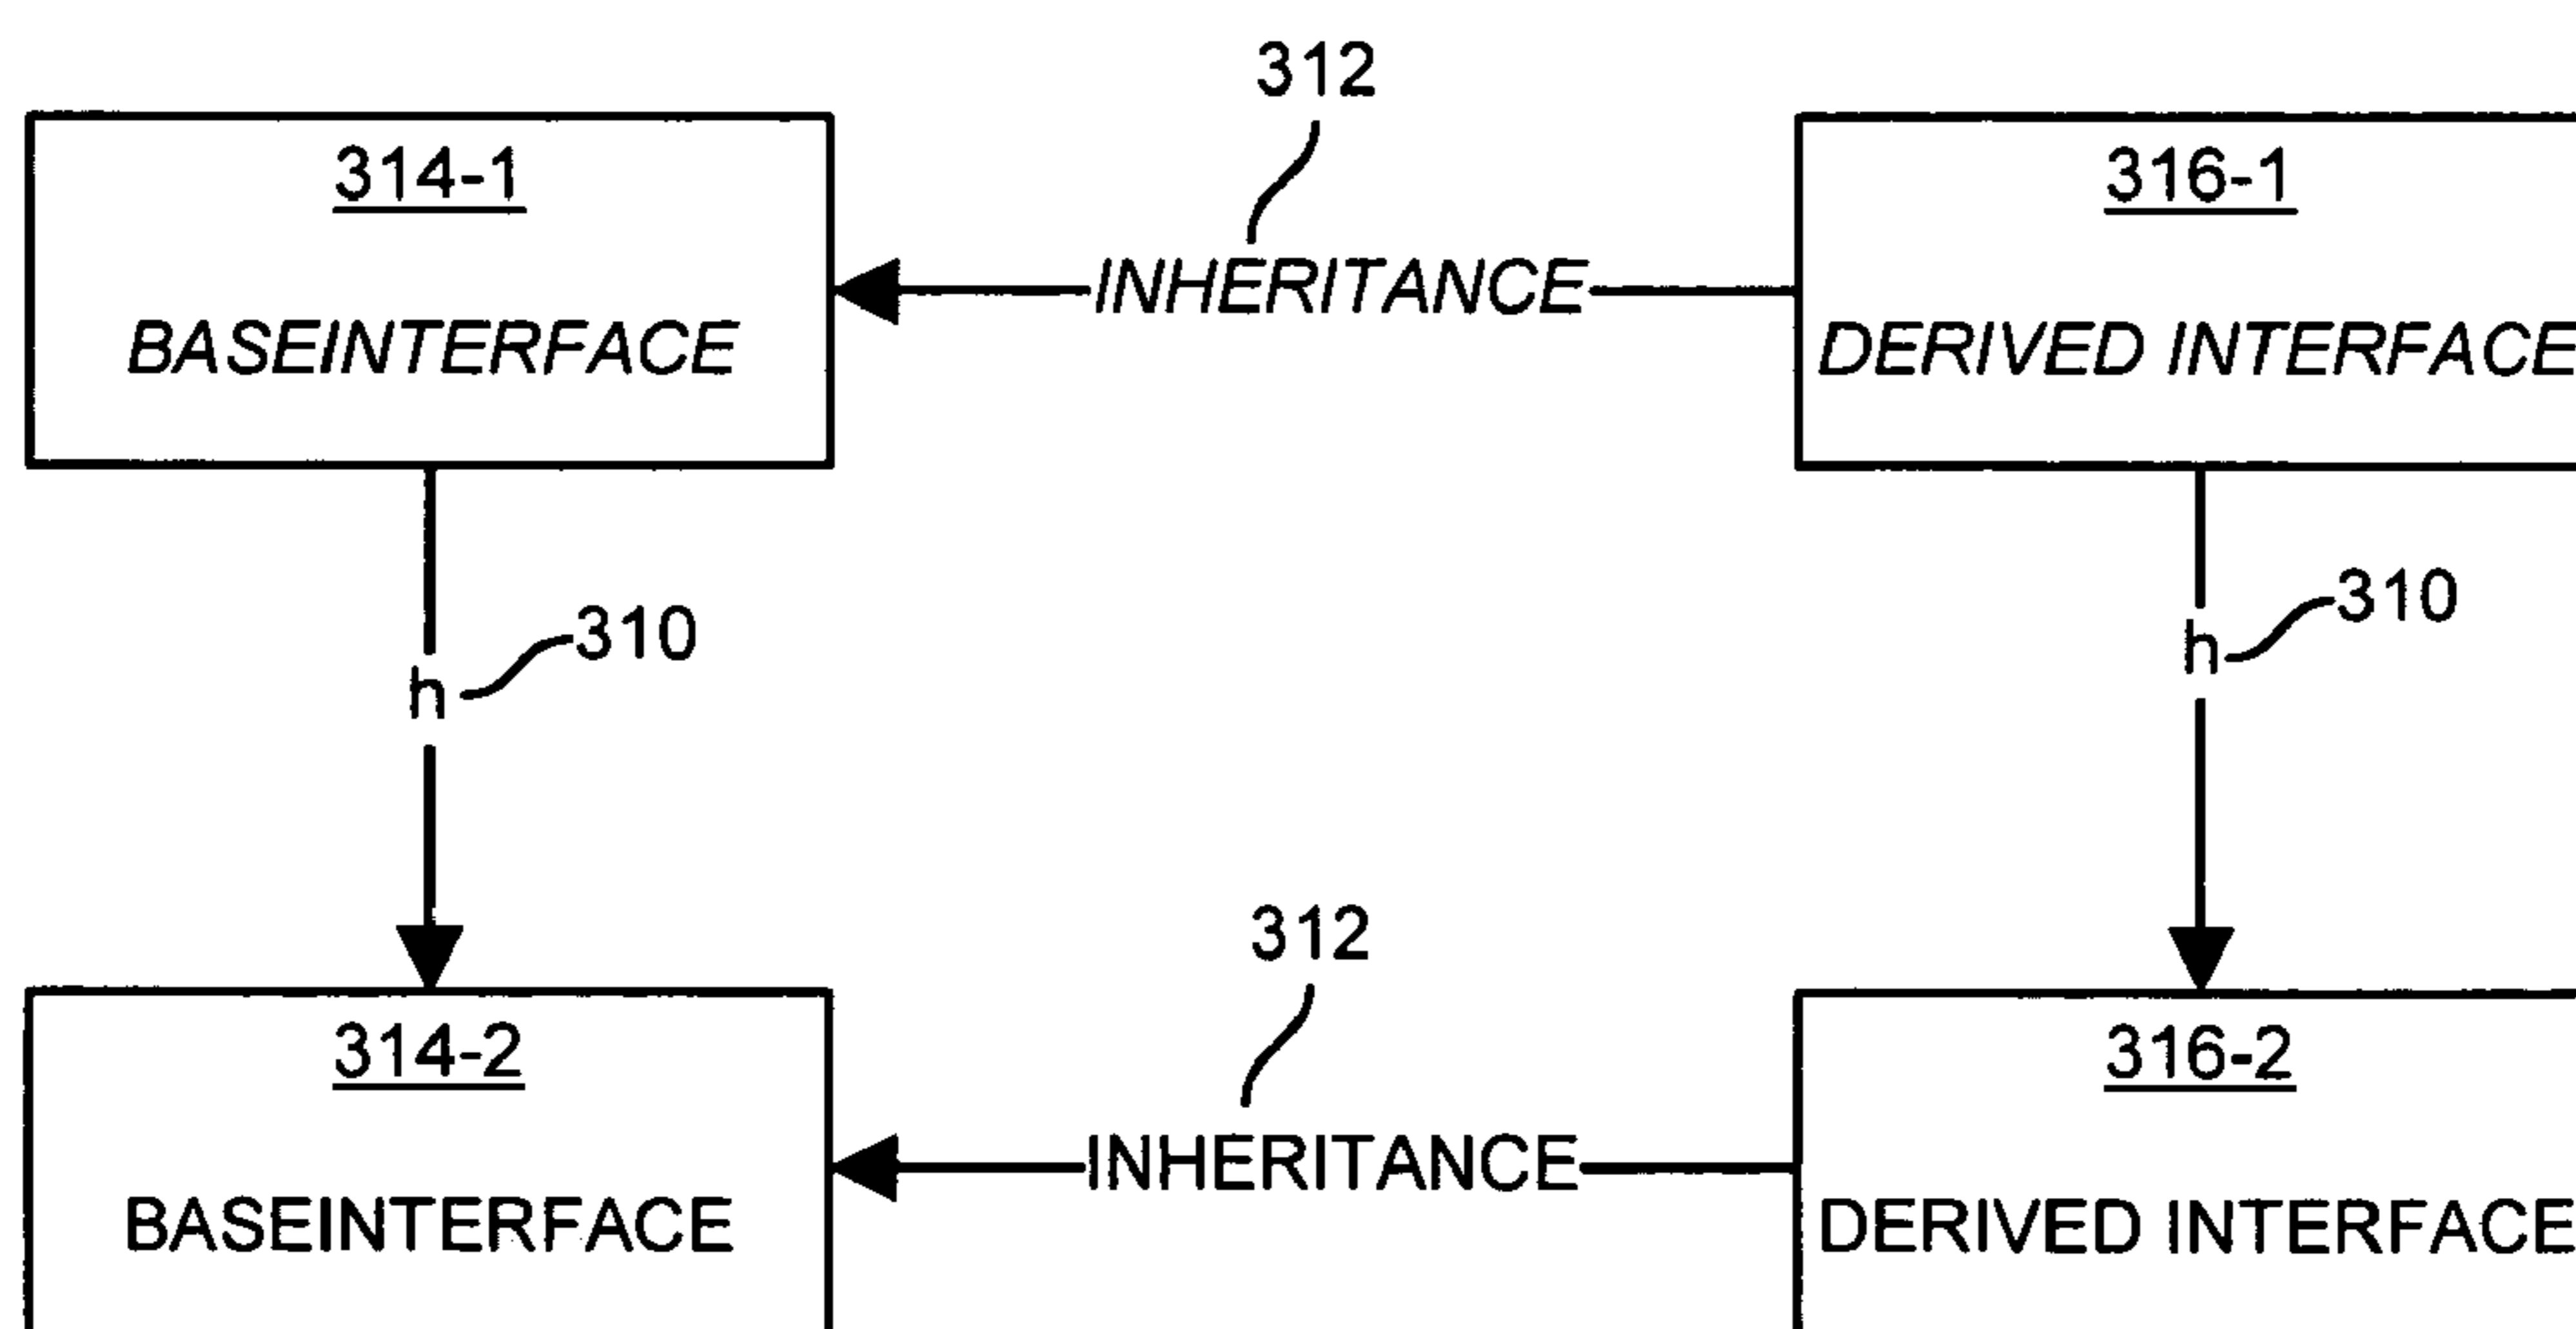 312
314-1
316-1
INHERITANCE
BASEINTERFACE
DERIVED INTERFACE
310
310
h
h
312
314-2
316-2
INHERITANCE
BASEINTERFACE
DERIVED INTERFACE